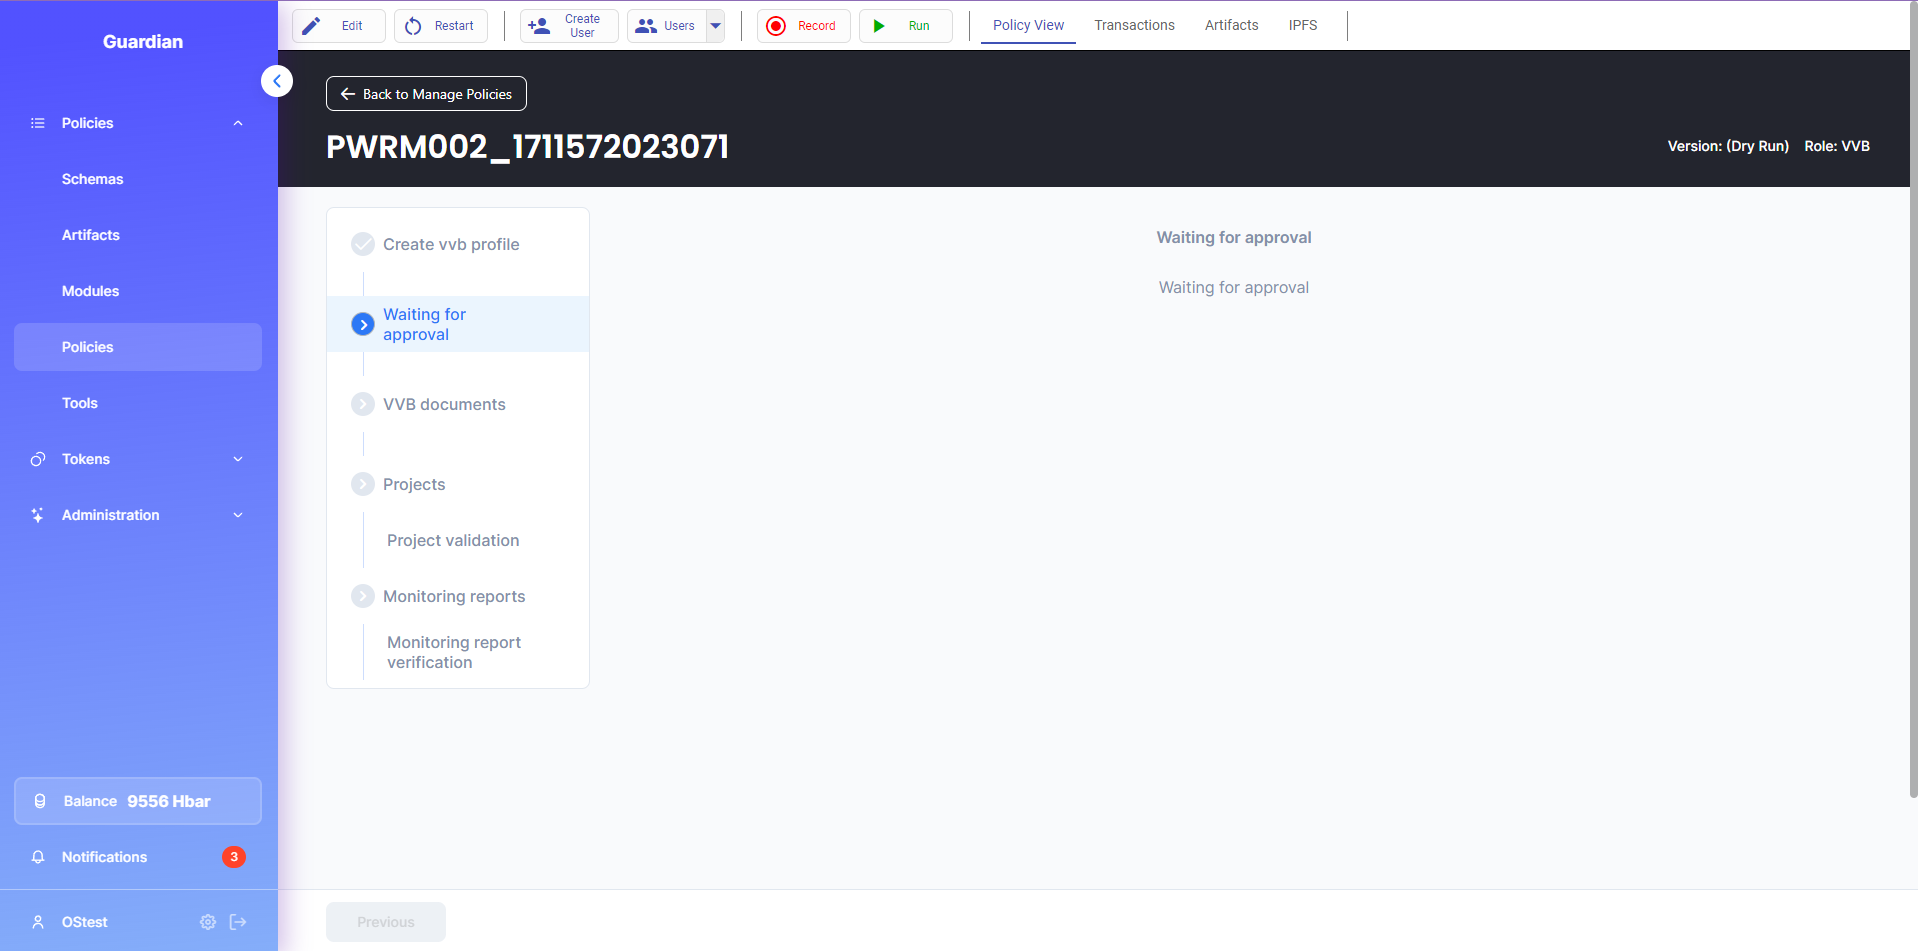 Guardian
Policies
Schemas
Artifacts
Modules
Policies
Tools
Tokens
Administration
Balance 9556 Hbar
Notifications 3
OStest
Edit
Restart
Create
User
Users
Record
Run
Policy View
Transactions
Artifacts
IPFS
Back to Manage Policies
PWRM002_1711572023071
Version: (Dry Run) Role: VVB
Create vvb profile
Waiting for
approval
VVB documents
Projects
Project validation
Monitoring reports
Monitoring report
verification
Waiting for approval
Waiting for approval
Previous